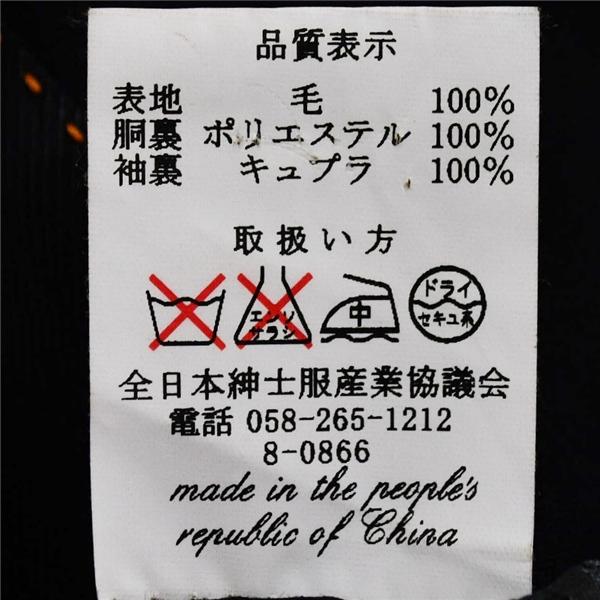 品質表示
表地 毛 100%
胴裏 ポリエステル 100%
袖裏 キュプラ 100%
取扱い方
エンソ サラシ 中 ドライ セキユ系
全日本紳士服産業協議会
電話 058-265-1212
8-0866
made in the people's
republic of China